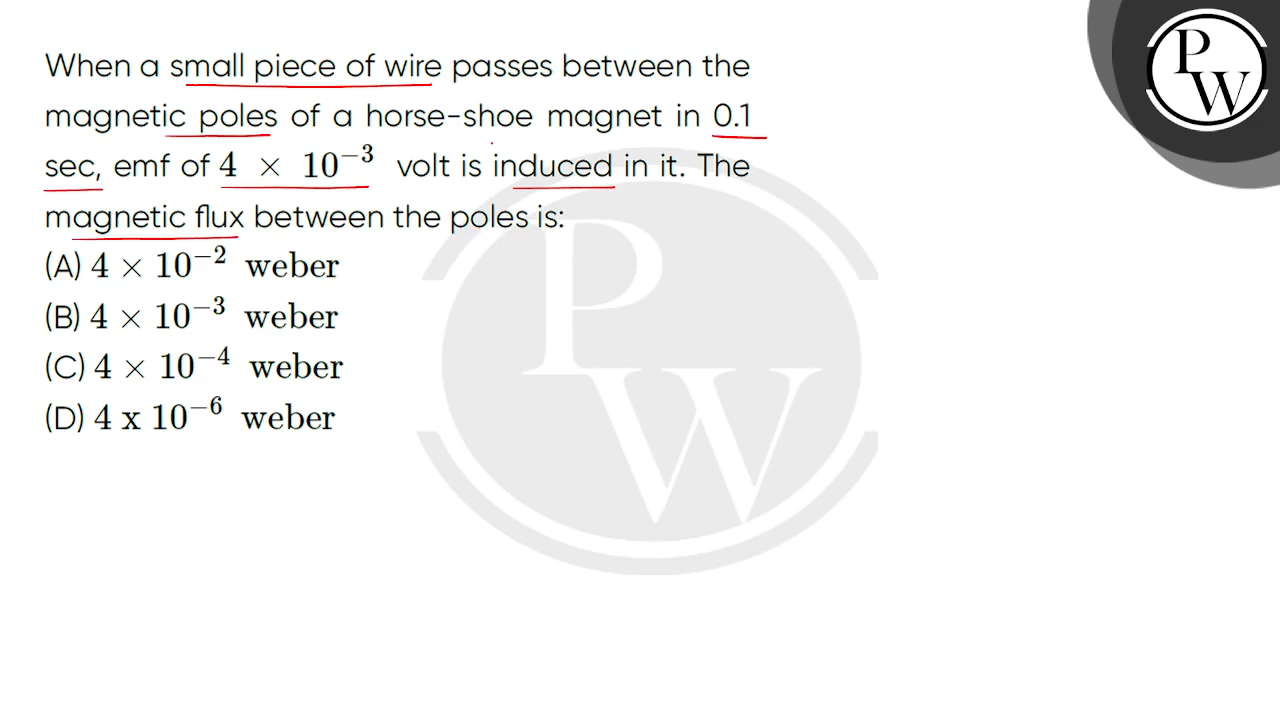 When a small piece of wire passes between the
magnetic poles of a horse-shoe magnet in 0.1
sec, emf of 4 × 10⁻³ volt is induced in it. The
magnetic flux between the poles is:
(A) 4 × 10⁻² weber
(B) 4 × 10⁻³ weber
(C) 4 × 10⁻⁴ weber
(D) 4 x 10⁻⁶ weber
PW
PW